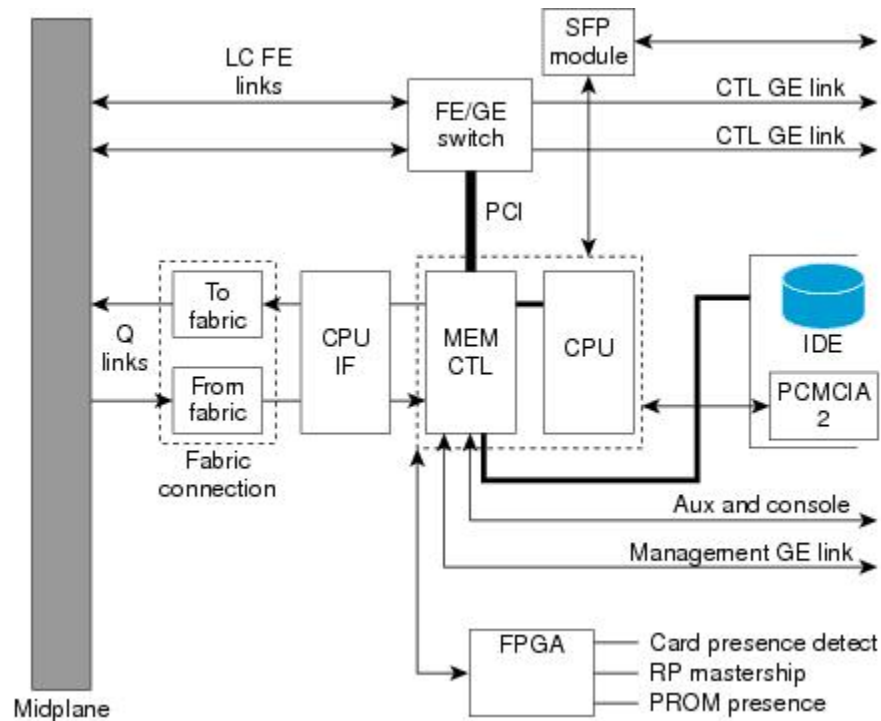 SFP
module
LC FE
links
FE/GE
switch
CTL GE link
CTL GE link
PCI
To
fabric
Q
links
CPU
IF
MEM
CTL
CPU
IDE
From
fabric
PCMCIA
2
Fabric
connection
Aux and console
Management GE link
FPGA
Card presence detect
RP mastership
PROM presence
Midplane